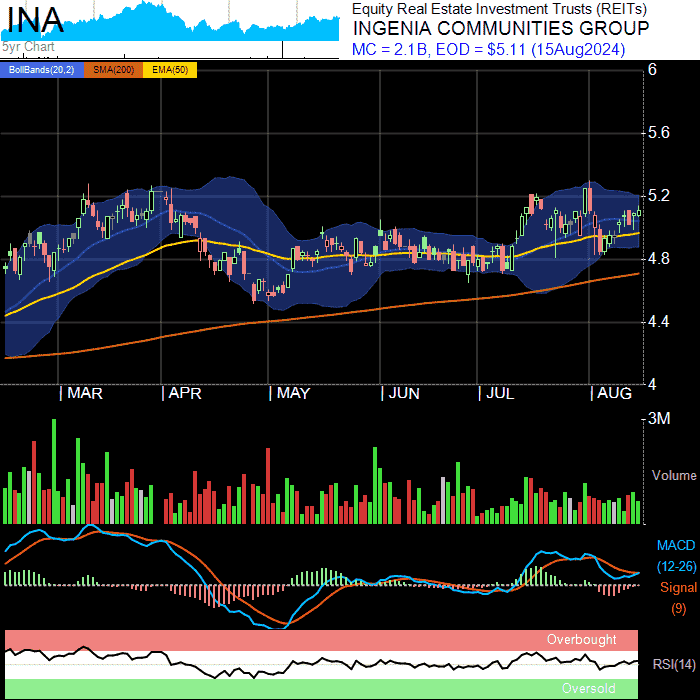 INA
5yr Chart
Equity Real Estate Investment Trusts (REITs)
INGENIA COMMUNITIES GROUP
MC = 2.1B, EOD = $5.11 (15Aug2024)
BollBands(20,2) SMA(200) EMA(50)
6
5.6
5.2
4.8
4.4
4
MAR APR MAY JUN JUL AUG
3M
Volume
MACD
(12-26)
Signal
(9)
Overbought
RSI(14)
Oversold